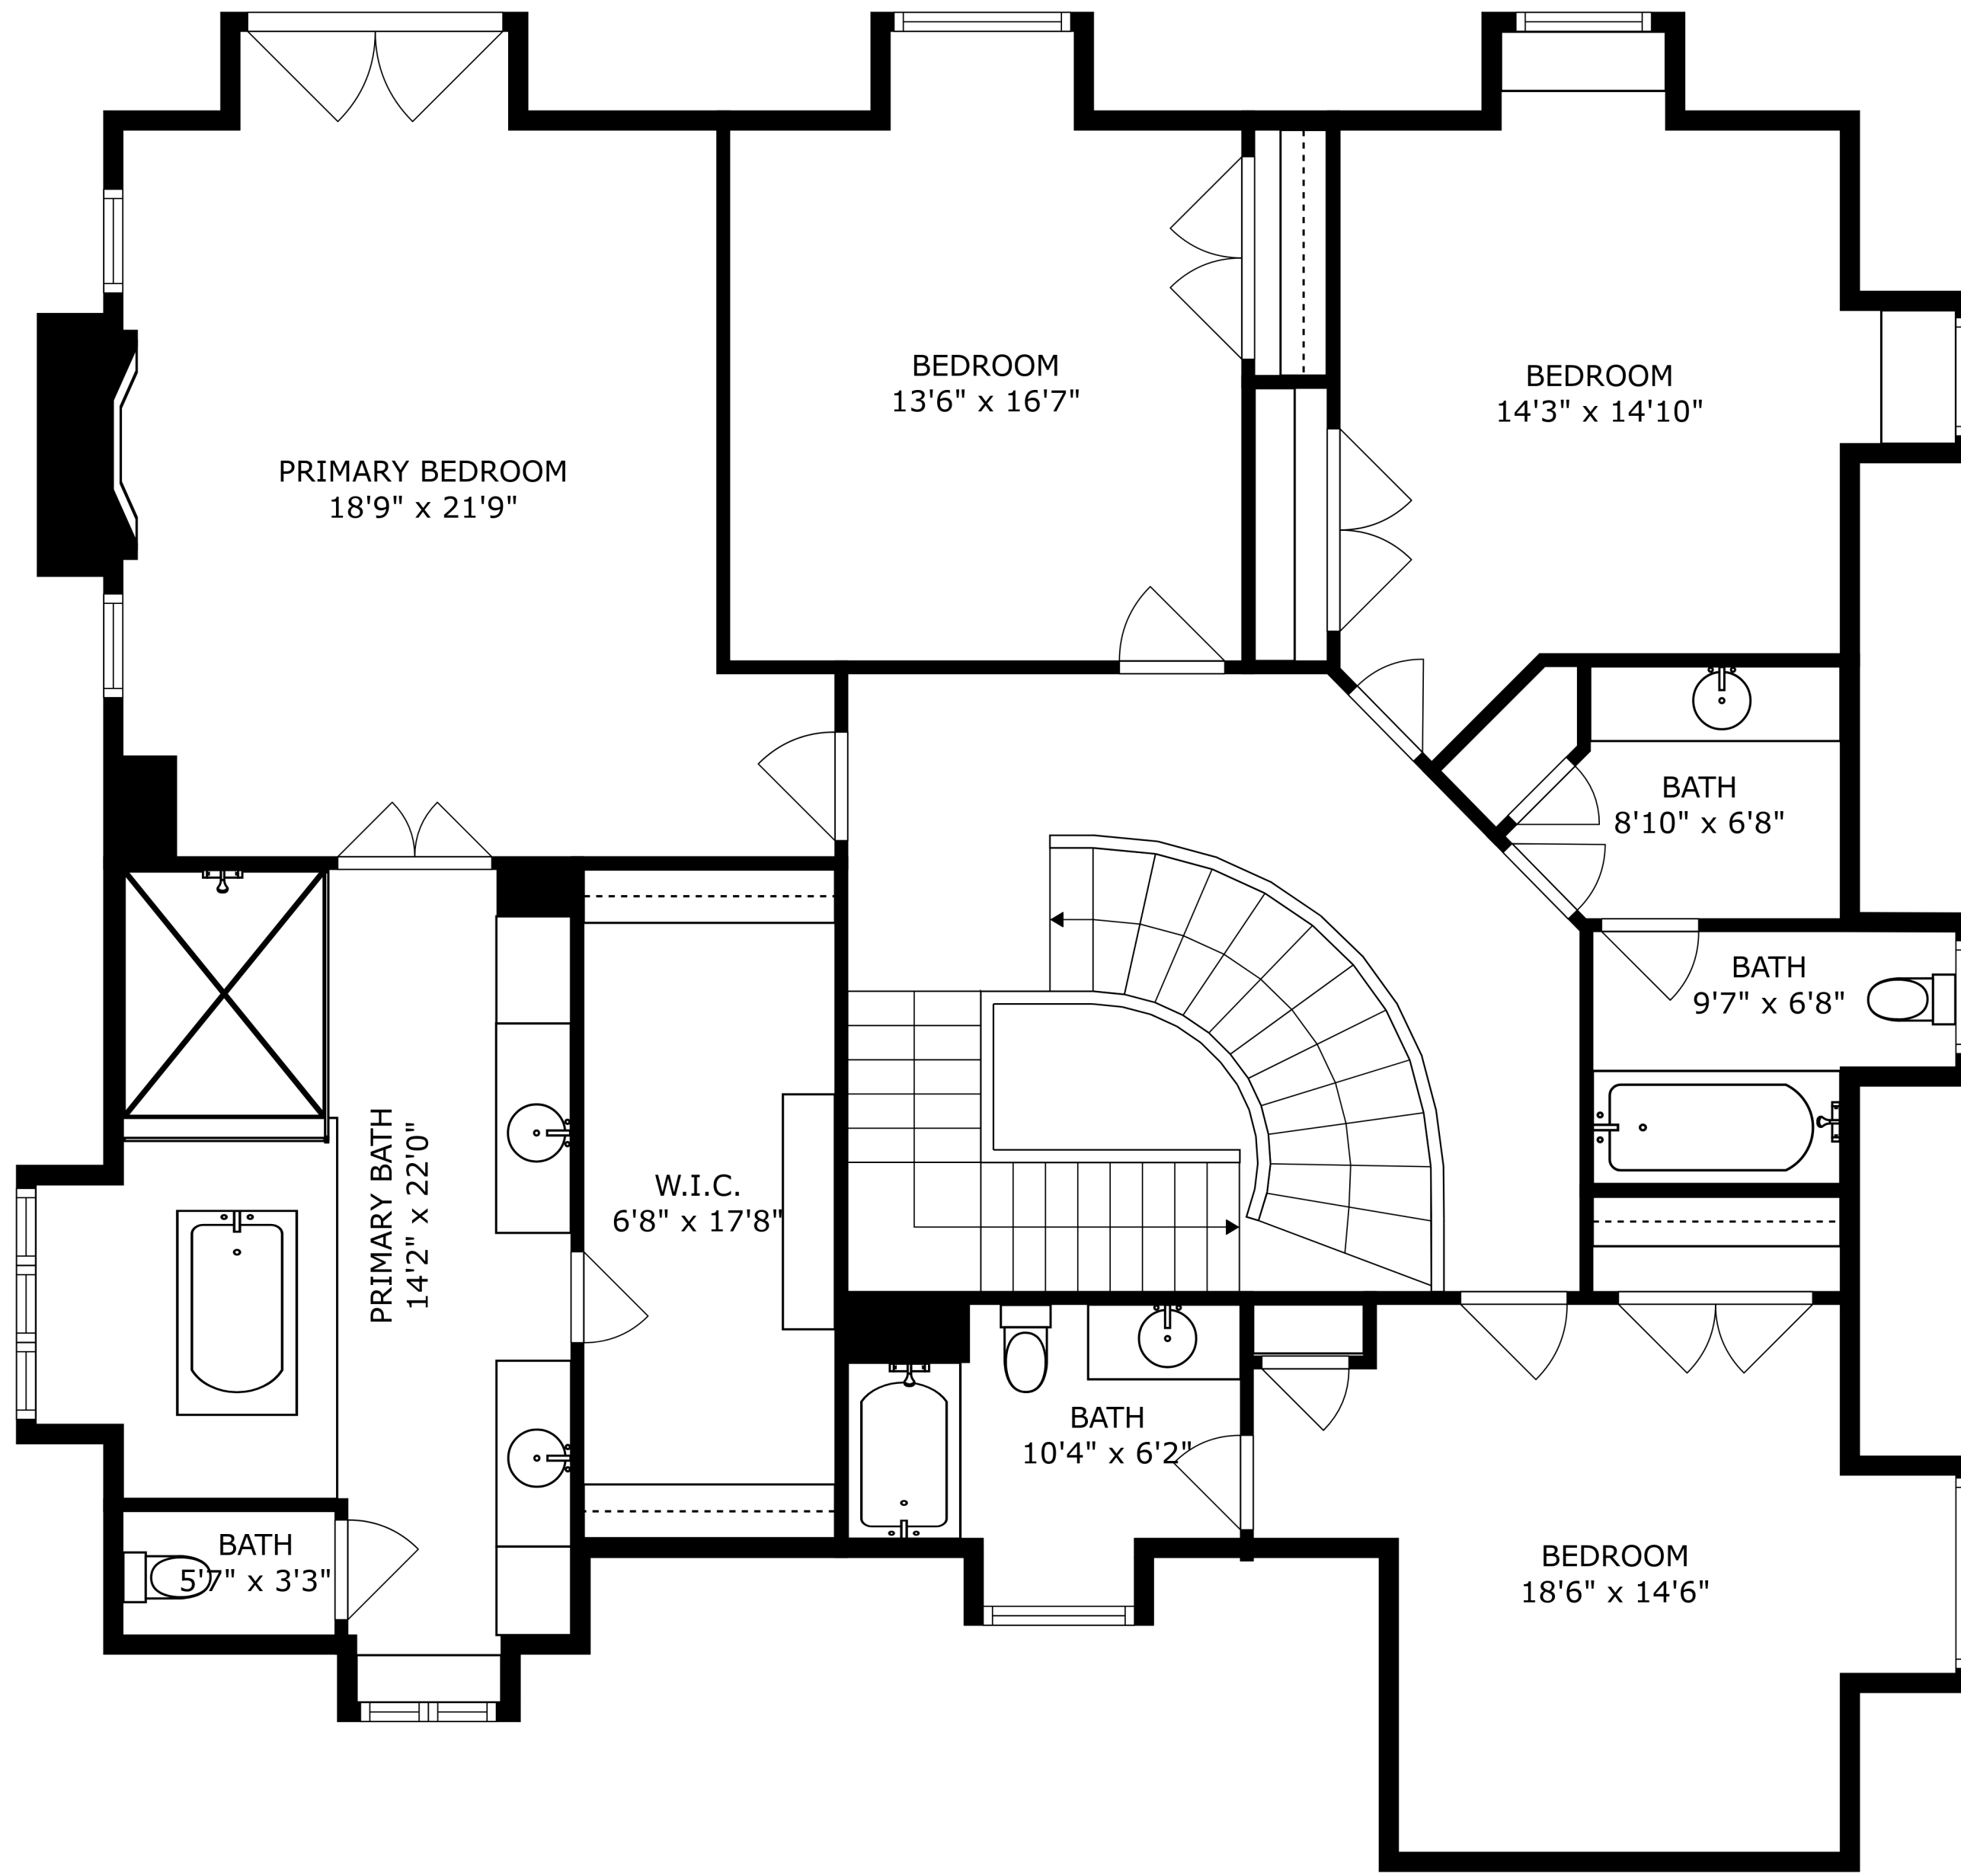 BEDROOM
13'6" x 16'7"
BEDROOM
14'3" x 14'10"
PRIMARY BEDROOM
18'9" x 21'9"
BATH
8'10" x 6'8"
BATH
9'7" x 6'8"
PRIMARY BATH
14'2" x 22'0"
W.I.C.
6'8" x 17'8"
BATH
10'4" x 6'2"
BATH
5'7" x 3'3"
BEDROOM
18'6" x 14'6"